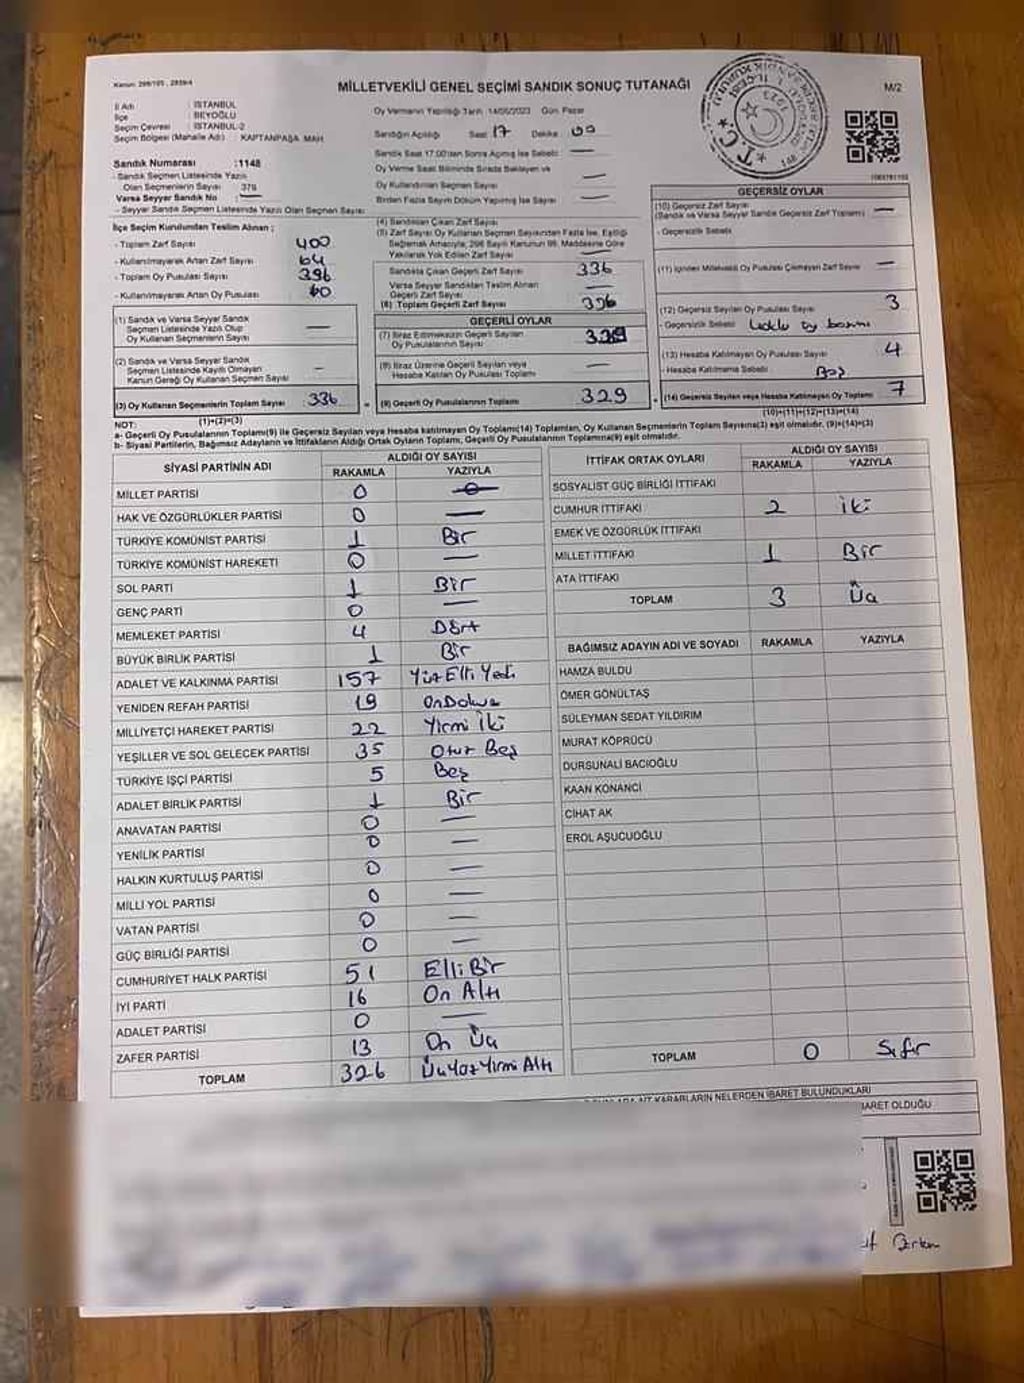 Kanun: 298/105 , 2839/4
MİLLETVEKİLİ GENEL SEÇİMİ SANDIK SONUÇ TUTANAĞI
M/2
İl Adı : İSTANBUL
İlçe : BEYOĞLU
Seçim Çevresi : İSTANBUL-2
Seçim Bölgesi (Mahalle Adı) : KAPTANPAŞA MAH.
Oy Vermenin Yapıldığı Tarih: 14/05/2023 Gün: Pazar
Sandığın Açıldığı Saat: 17 Dakika: 00
Sandık Saat 17.00'den Sonra Açılmış İse Sebebi: —
Oy Verme Saat Bitiminde Sırada Bekleyen ve
Oy Kullandırılan Seçmen Sayısı —
Birden Fazla Sayım Döküm Yapılmış İse Sayısı —
Sandık Numarası :1148
- Sandık Seçmen Listesinde Yazılı
Olan Seçmenlerin Sayısı 379
Varsa Seyyar Sandık No :
- Seyyar Sandık Seçmen Listesinde Yazılı Olan Seçmen Sayısı
İlçe Seçim Kurulundan Teslim Alınan ;
- Toplam Zarf Sayısı 400
- Kullanılmayarak Artan Zarf Sayısı 64
- Toplam Oy Pusulası Sayısı 396
- Kullanılmayarak Artan Oy Pusulası 60
(1) Sandık ve Varsa Seyyar Sandık
Seçmen Listesinde Yazılı Olup
Oy Kullanan Seçmenlerin Sayısı —
(2) Sandık ve Varsa Seyyar Sandık
Seçmen Listesinde Kayıtlı Olmayan
Kanun Gereği Oy Kullanan Seçmen Sayısı —
(3) Oy Kullanan Seçmenlerin Toplam Sayısı 336
(1)+(2)=(3)
(4) Sandıktan Çıkan Zarf Sayısı
(5) Zarf Sayısı Oy Kullanan Seçmen Sayısından Fazla İse, Eşitliği
Sağlamak Amacıyla, 298 Sayılı Kanunun 98. Maddesine Göre
Yakılarak Yok Edilen Zarf Sayısı —
Sandıkta Çıkan Geçerli Zarf Sayısı 336
Varsa Seyyar Sandıktan Teslim Alınan
Geçerli Zarf Sayısı —
(6) Toplam Geçerli Zarf Sayısı 336
GEÇERLİ OYLAR
(7) İtiraz Edilmeksizin Geçerli Sayılan
Oy Pusulalarının Sayısı 329
(8) İtiraz Üzerine Geçerli Sayılan veya
Hesaba Katılan Oy Pusulası Toplamı —
(9) Geçerli Oy Pusulalarının Toplamı 329
GEÇERSİZ OYLAR
(10) Geçersiz Zarf Sayısı —
(Sandık ve Varsa Seyyar Sandık Geçersiz Zarf Toplamı)
- Geçersizlik Sebebi
(11) İçinden Milletvekili Oy Pusulası Çıkmayan Zarf Sayısı —
(12) Geçersiz Sayılan Oy Pusulası Sayısı 3
- Geçersizlik Sebebi oy
(13) Hesaba Katılmayan Oy Pusulası Sayısı 4
- Hesaba Katılmama Sebebi Boş
(14) Geçersiz Sayılan veya Hesaba Katılmayan Oy Toplamı 7
(10)+(11)+(12)+(13)=(14)
NOT:
a- Geçerli Oy Pusulalarının Toplamı(9) ile Geçersiz Sayılan veya Hesaba Katılmayan Oy Toplamı(14) Toplamları, Oy Kullanan Seçmenlerin Toplam Sayısına(3) eşit olmalıdır. (9)+(14)=(3)
b- Siyasi Partilerin, Bağımsız Adayların ve İttifakların Aldığı Ortak Oyların Toplamı, Geçerli Oy Pusulalarının Toplamına(9) eşit olmalıdır.
SİYASİ PARTİNİN ADI ALDIĞI OY SAYISI
RAKAMLA YAZIYLA
MİLLET PARTİSİ 0
HAK VE ÖZGÜRLÜKLER PARTİSİ 0 —
TÜRKİYE KOMÜNİST PARTİSİ 1 Bir
TÜRKİYE KOMÜNİST HAREKETİ 0 —
SOL PARTİ 1 Bir
GENÇ PARTİ 0 —
MEMLEKET PARTİSİ 4 Dört
BÜYÜK BİRLİK PARTİSİ 1 Bir
ADALET VE KALKINMA PARTİSİ 157 Yüz Elli Yedi
YENİDEN REFAH PARTİSİ 19 On Dokuz
MİLLİYETÇİ HAREKET PARTİSİ 22 Yirmi İki
YEŞİLLER VE SOL GELECEK PARTİSİ 35 Otuz Beş
TÜRKİYE İŞÇİ PARTİSİ 5 Beş
ADALET BİRLİK PARTİSİ 1 Bir
ANAVATAN PARTİSİ 0 —
YENİLİK PARTİSİ 0 —
HALKIN KURTULUŞ PARTİSİ 0 —
MİLLİ YOL PARTİSİ 0 —
VATAN PARTİSİ 0 —
GÜÇ BİRLİĞİ PARTİSİ 0 —
CUMHURİYET HALK PARTİSİ 51 Elli Bir
İYİ PARTİ 16 On Altı
ADALET PARTİSİ 0 —
ZAFER PARTİSİ 13 On Üç
TOPLAM 326 Üç Yüz Yirmi Altı
İTTİFAK ORTAK OYLARI ALDIĞI OY SAYISI
RAKAMLA YAZIYLA
SOSYALİST GÜÇ BİRLİĞİ İTTİFAKI
CUMHUR İTTİFAKI 2 İki
EMEK VE ÖZGÜRLÜK İTTİFAKI
MİLLET İTTİFAKI 1 Bir
ATA İTTİFAKI
TOPLAM 3 Üç
BAĞIMSIZ ADAYIN ADI VE SOYADI RAKAMLA YAZIYLA
HAMZA BULDU
ÖMER GÖNÜLTAŞ
SÜLEYMAN SEDAT YILDIRIM
MURAT KÖPRÜCÜ
DURSUNALİ BACIOĞLU
KAAN KONANCİ
CİHAT AK
EROL AŞUCUOĞLU
TOPLAM 0 Sıfır
KARARLARIN NELERDEN İBARET BULUNDUKLARI
İBARET OLDUĞU